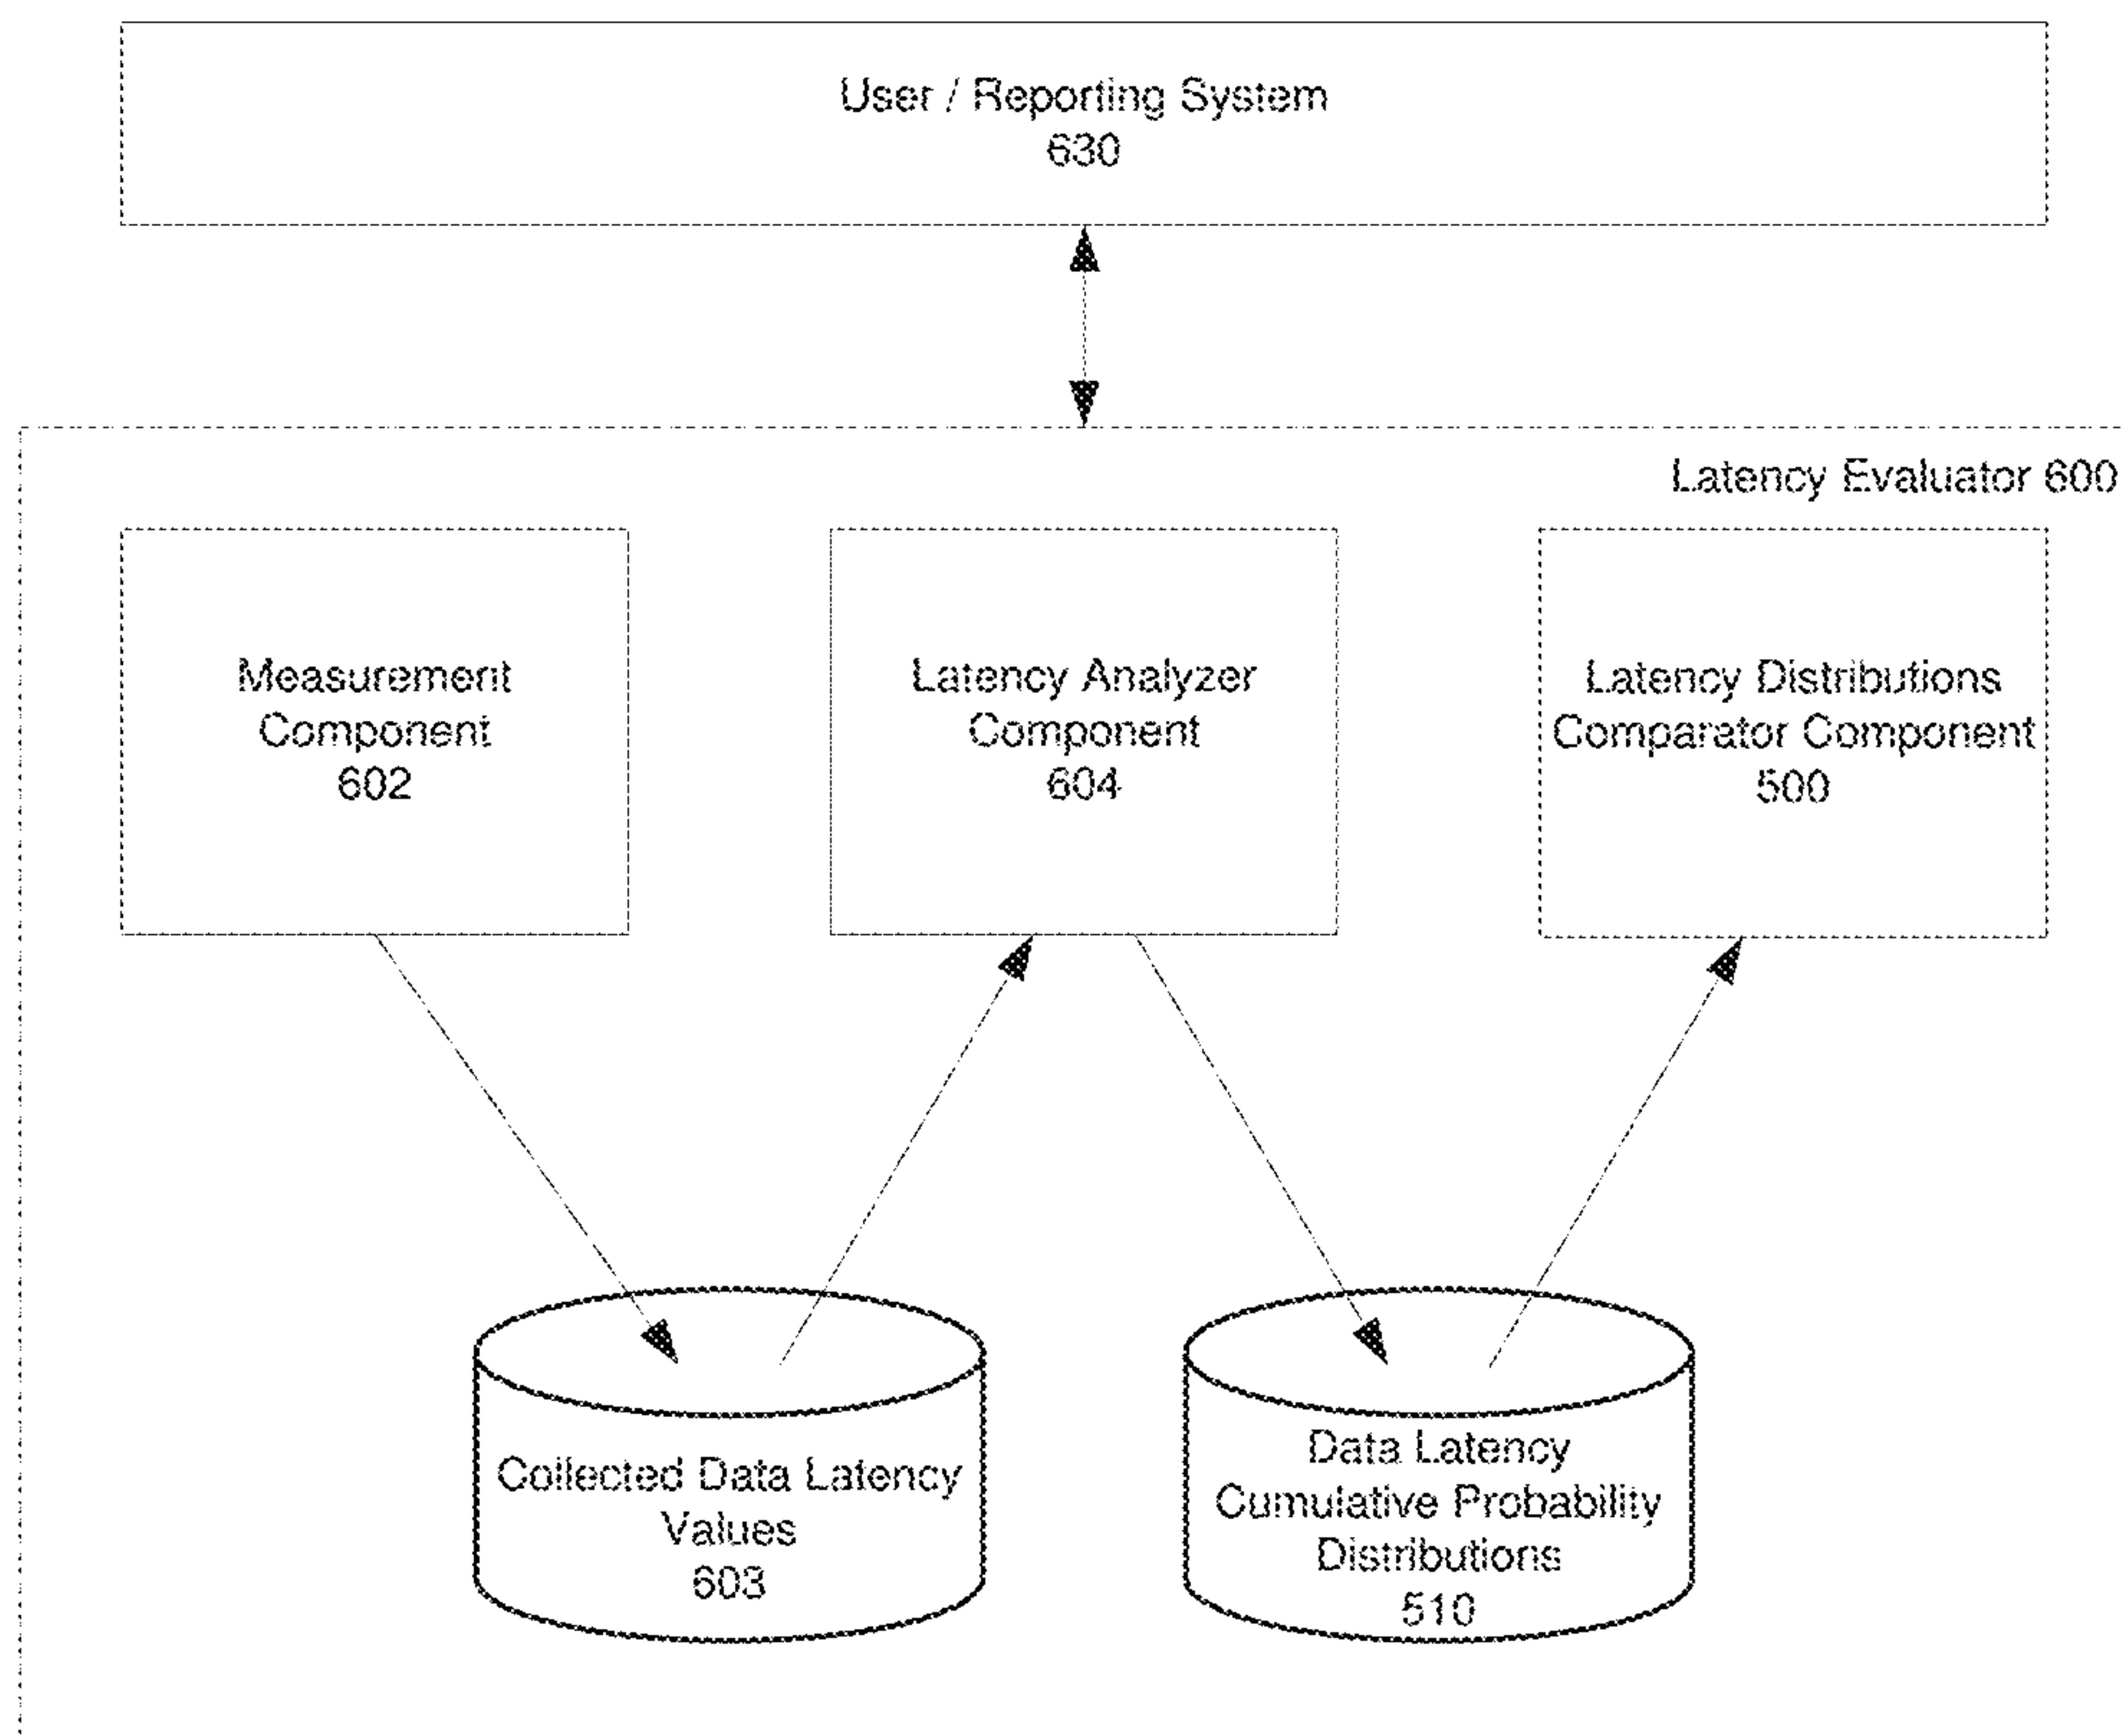 User / Reporting System
630
Latency Evaluator 600
Measurement
Component
602
Latency Analyzer
Component
604
Latency Distributions
Comparator Component
500
Collected Data Latency
Values
603
Data Latency
Cumulative Probability
Distributions
510